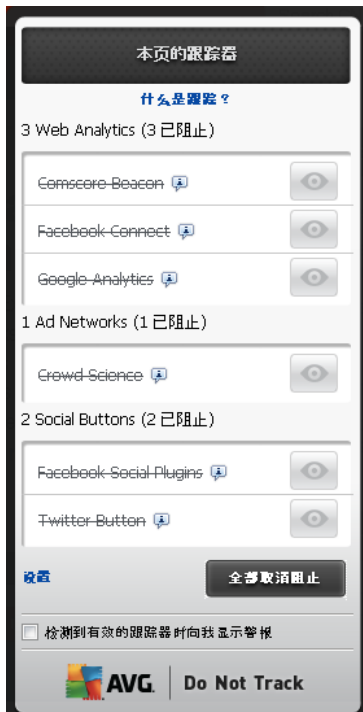 本页的跟踪器
什么是跟踪？
3 Web Analytics (3 已阻止)
Comscore Beacon
Facebook Connect
Google Analytics
1 Ad Networks (1 已阻止)
Crowd Science
2 Social Buttons (2 已阻止)
Facebook Social Plugins
Twitter Button
设置
全部取消阻止
检测到有效的跟踪器时向我显示警报
AVG. Do Not Track